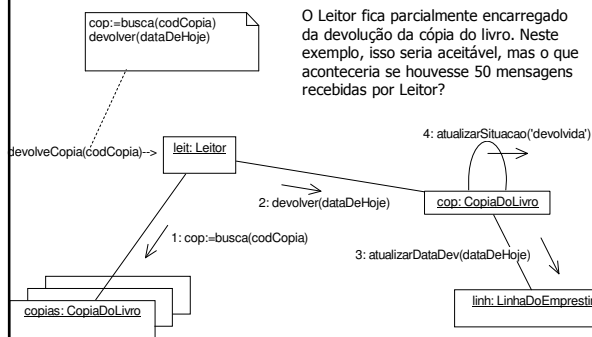 cop:=busca(codCopia)
devolver(dataDeHoje)
O Leitor fica parcialmente encarregado
da devolução da cópia do livro. Neste
exemplo, isso seria aceitável, mas o que
aconteceria se houvesse 50 mensagens
recebidas por Leitor?
4: atualizarSituacao('devolvida')
devolveCopia(codCopia)-->
leit: Leitor
2: devolver(dataDeHoje)
cop: CopiaDoLivro
1: cop:=busca(codCopia)
3: atualizarDataDev(dataDeHoje)
copias: CopiaDoLivro
linh: LinhaDoEmprestin